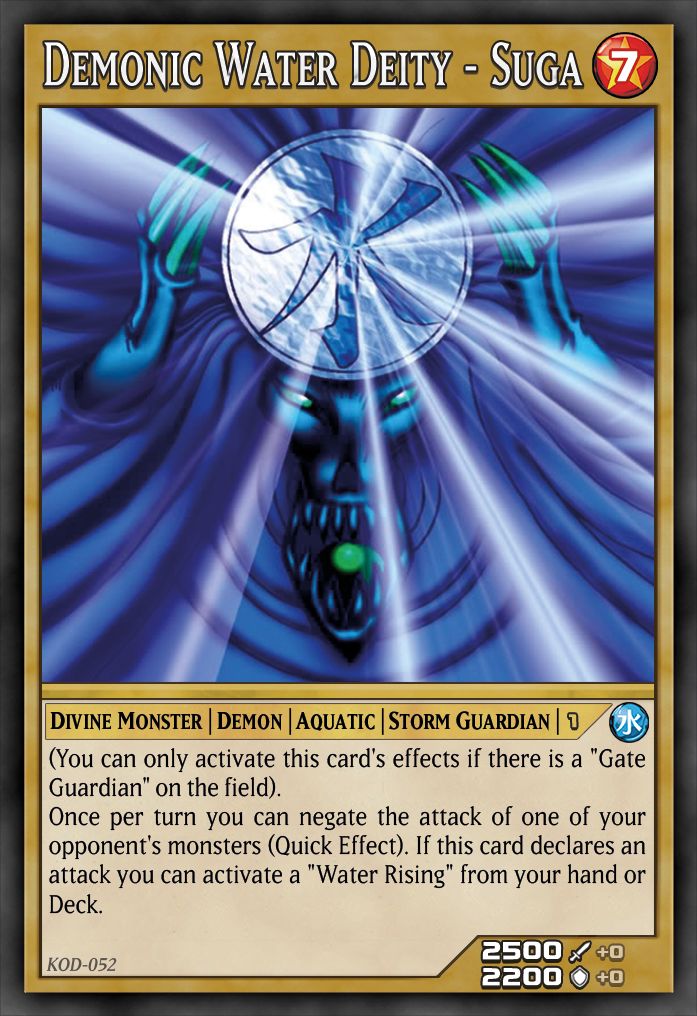 Demonic Water Deity - Suga 7
水
Divine Monster | Demon | Aquatic | Storm Guardian | 水
(You can only activate this card's effects if there is a "Gate
Guardian" on the field).
Once per turn you can negate the attack of one of your
opponent's monsters (Quick Effect). If this card declares an
attack you can activate a "Water Rising" from your hand or
Deck.
2500 +0
KOD-052
2200 +0